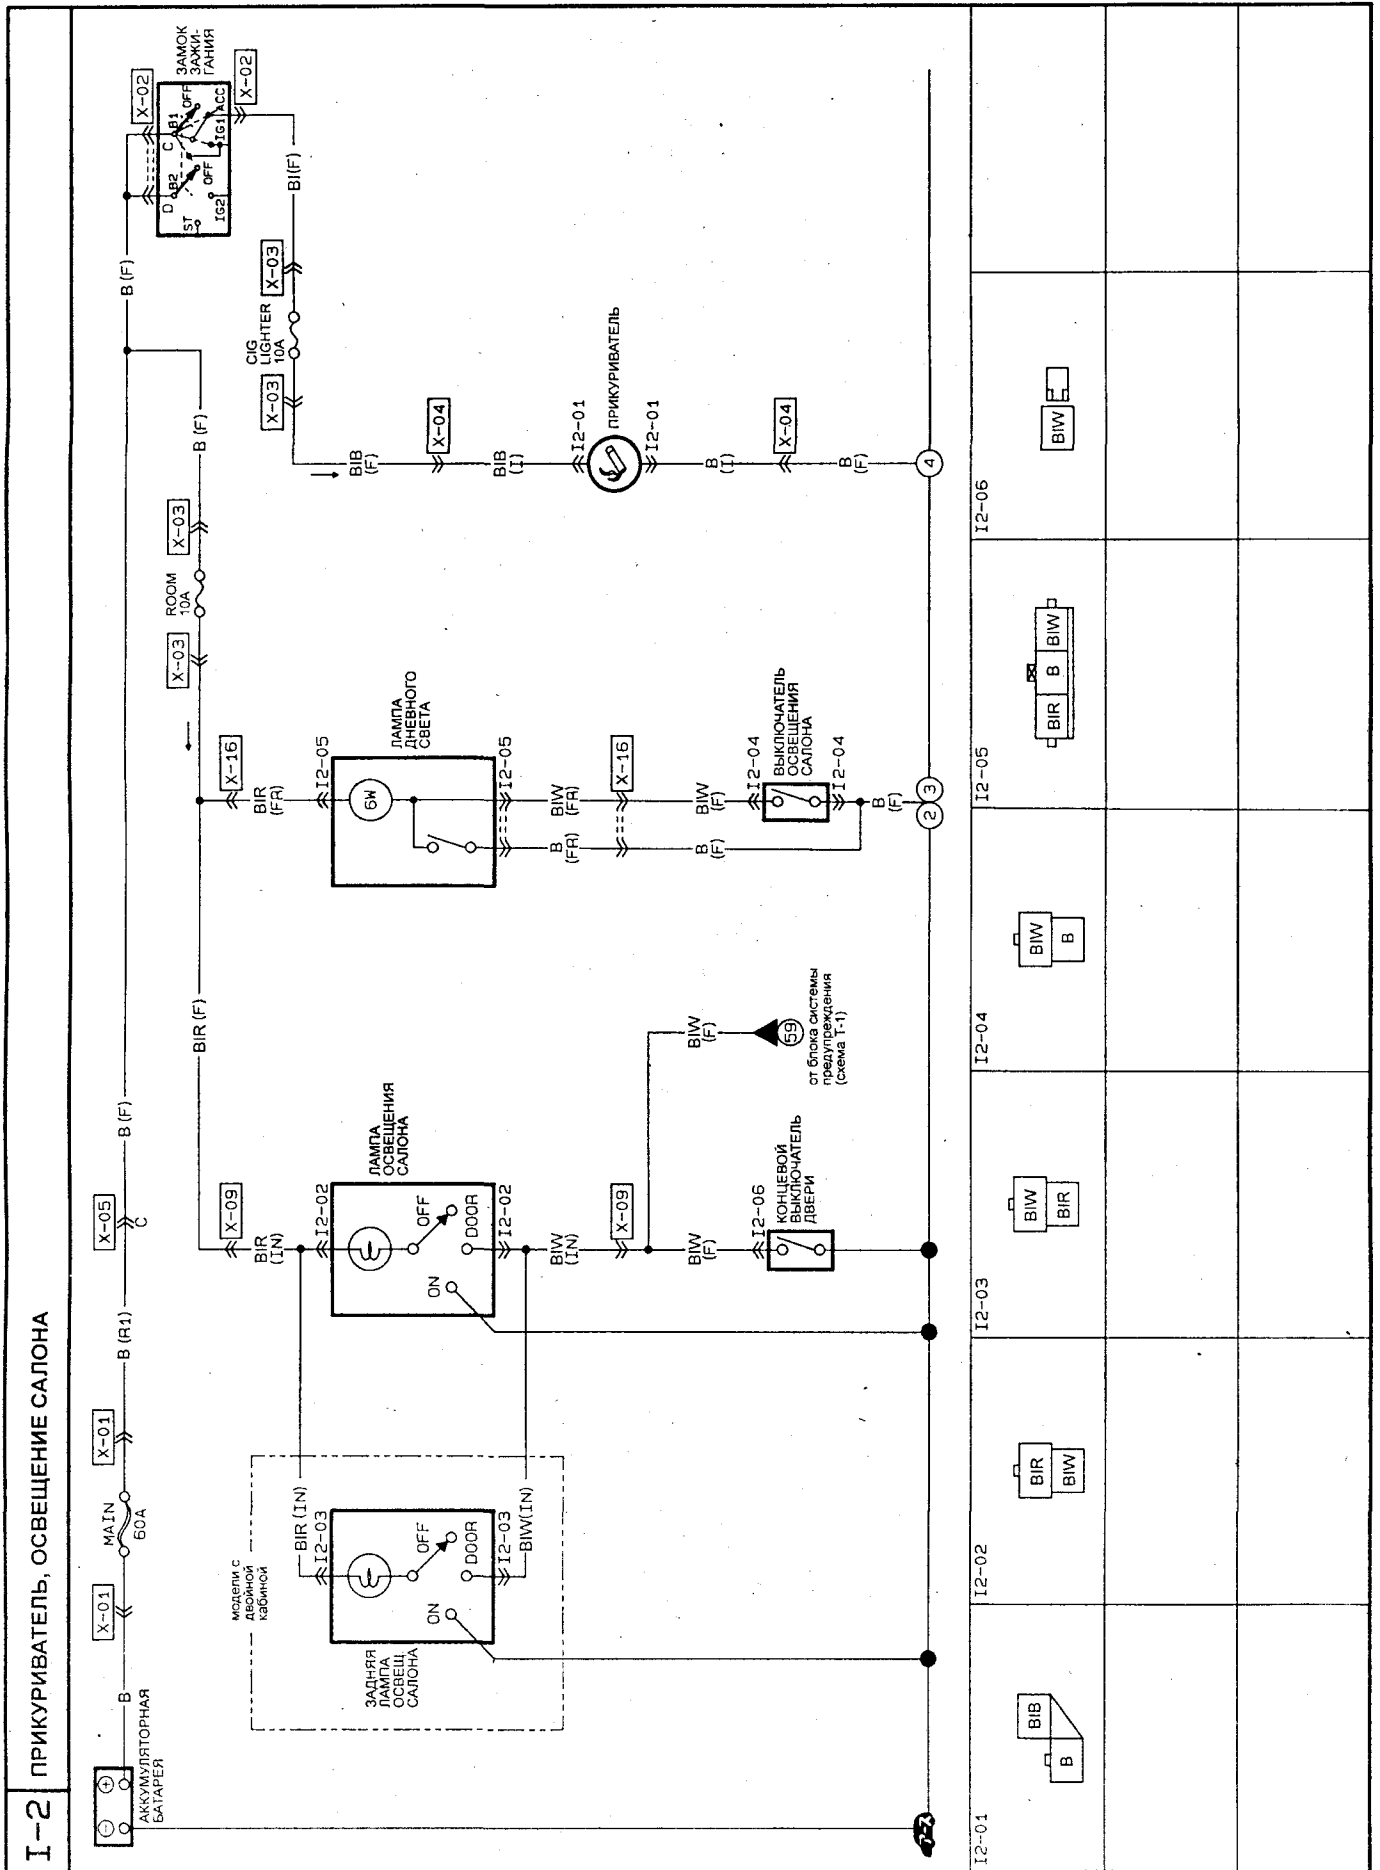 I-2 ПРИКУРИВАТЕЛЬ, ОСВЕЩЕНИЕ САЛОНА
АККУМУЛЯТОРНАЯ
БАТАРЕЯ
B
X-01
MAIN
60A
X-01
B (R1)
X-05
C
B (F)
B (F)
X-02
ЗАМОК
ЗАЖИ-
ГАНИЯ
D
B2
C
B1
OFF
OFF
ST
IG2
IG1
ACC
X-02
BI(F)
X-03
CIG
LIGHTER
10A
X-03
BIB
(F)
X-04
BIB
(I)
I2-01
ПРИКУРИВАТЕЛЬ
I2-01
B
(I)
X-04
B
(F)
4
B (F)
X-03
ROOM
10A
X-03
X-16
BIR
(FR)
I2-05
ЛАМПА
ДНЕВНОГО
СВЕТА
6W
I2-05
BIW
(FR)
B
(FR)
X-16
BIW
(F)
B
(F)
I2-04
ВЫКЛЮЧАТЕЛЬ
ОСВЕЩЕНИЯ
САЛОНА
I2-04
B
(F)
2
3
BIR (F)
X-09
BIR
(IN)
I2-02
ЛАМПА
ОСВЕЩЕНИЯ
САЛОНА
OFF
ON
DOOR
I2-02
BIW
(IN)
X-09
BIW
(F)
BIW
(F)
59
от блока системы
предупреждения
(схема T-1)
I2-06
КОНЦЕВОЙ
ВЫКЛЮЧАТЕЛЬ
ДВЕРИ
модели с
двойной
кабиной
BIR (IN)
I2-03
ЗАДНЯЯ
ЛАМПА
ОСВЕЩ.
САЛОНА
OFF
ON
DOOR
I2-03
BIW(IN)
I2-01
BIB
B
I2-02
BIR
BIW
I2-03
BIW
BIR
I2-04
BIW
B
I2-05
BIR
B
BIW
I2-06
BIW